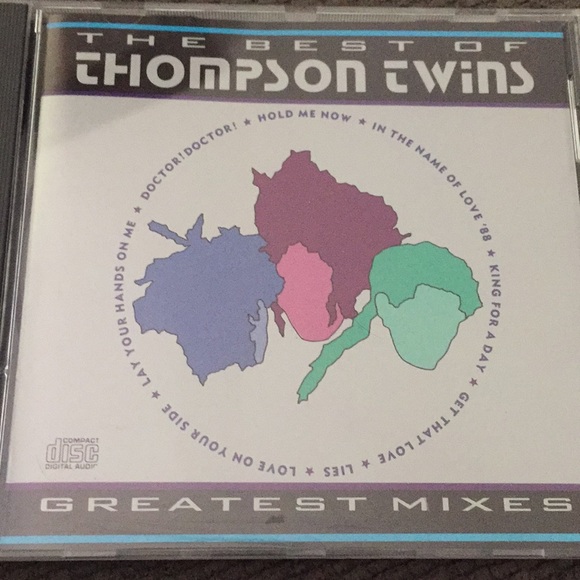 THE BEST OF
THOMPSON TWINS
DOCTOR! DOCTOR! ★ HOLD ME NOW ★ IN THE NAME OF LOVE '88 ★ KING FOR A DAY ★ GET THAT LOVE ★ LIES ★ LOVE ON YOUR SIDE ★ LAY YOUR HANDS ON ME ★
COMPACT
disc
DIGITAL AUDIO
GREATEST MIXES